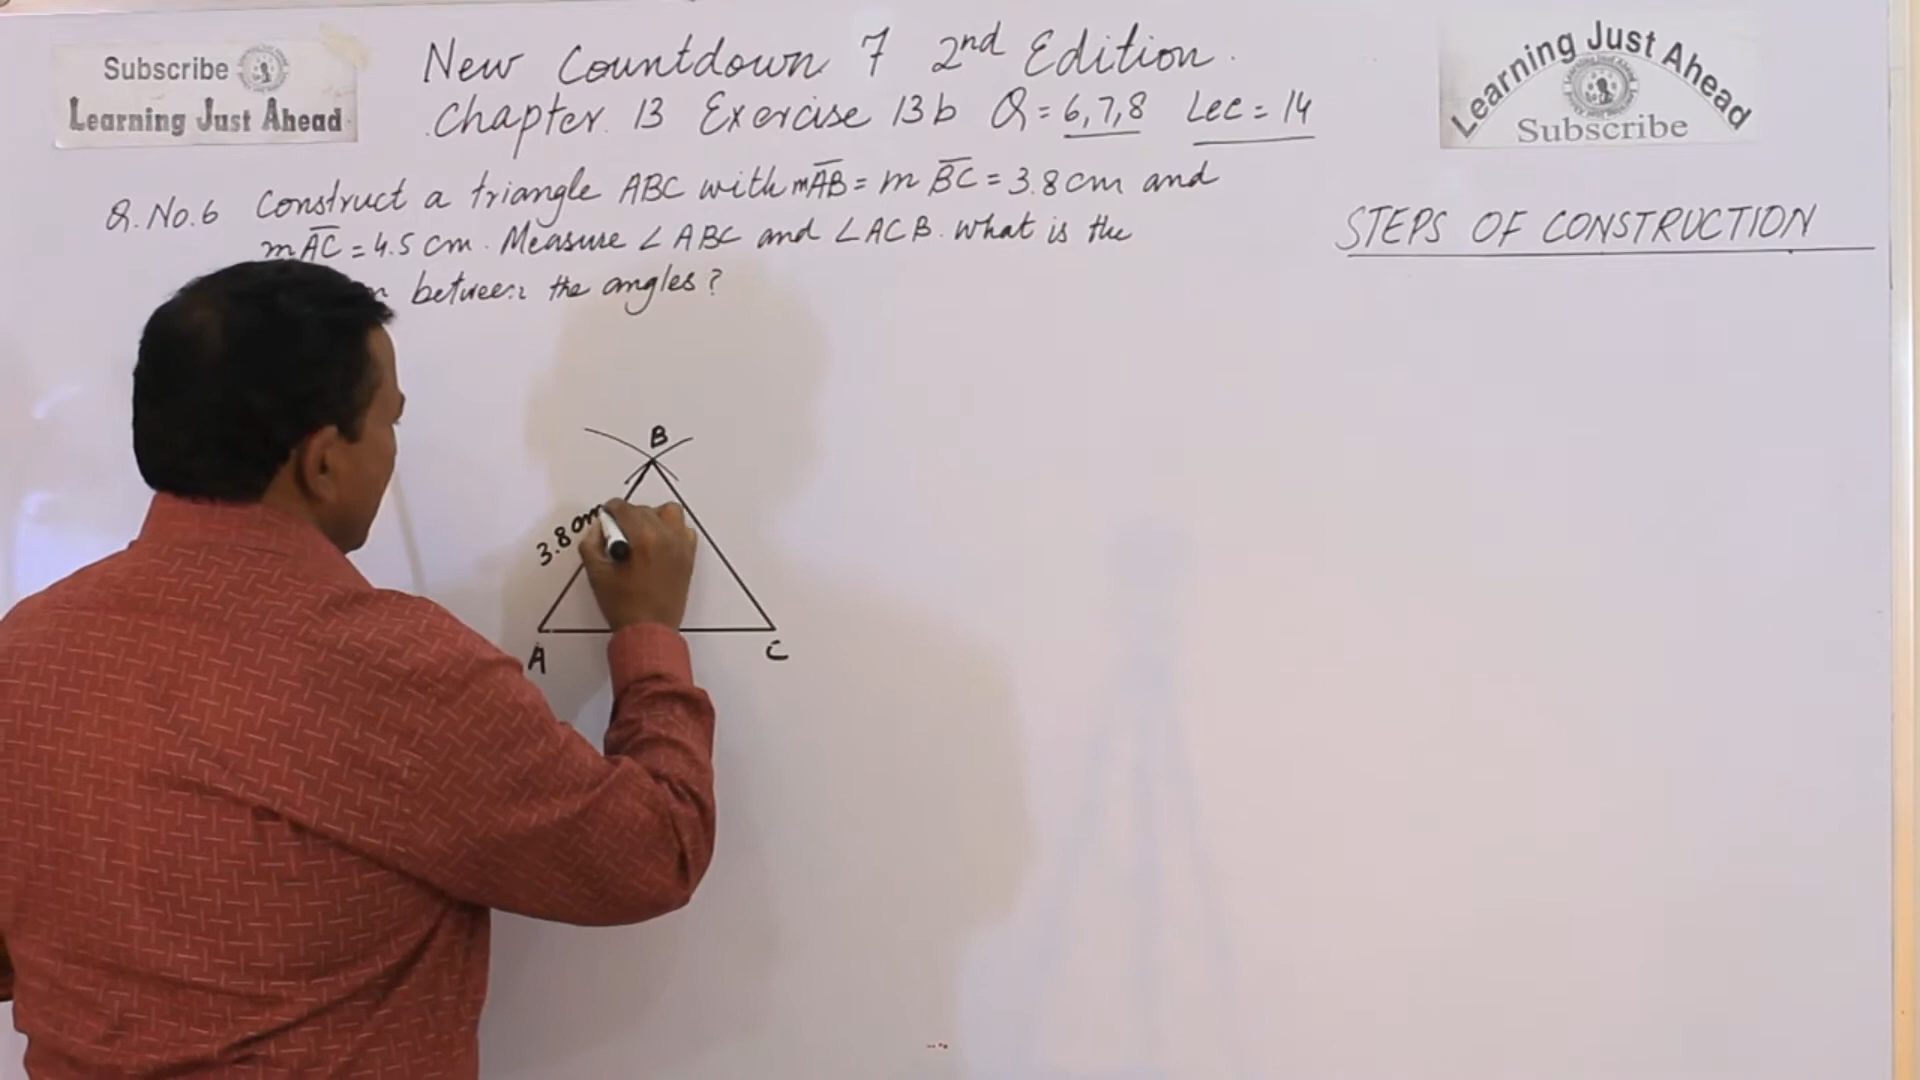 Subscribe
Learning Just Ahead
New Countdown 7 2nd Edition.
Chapter 13 Exercise 13b Q = 6,7,8 Lec = 14
Learning Just Ahead
Subscribe
Q. No.6 Construct a triangle ABC with mAB = m BC = 3.8 cm and
mAC = 4.5 cm. Measure ∠ABC and ∠ACB. What is the
between the angles?
STEPS OF CONSTRUCTION
B
3.8cm
A
C